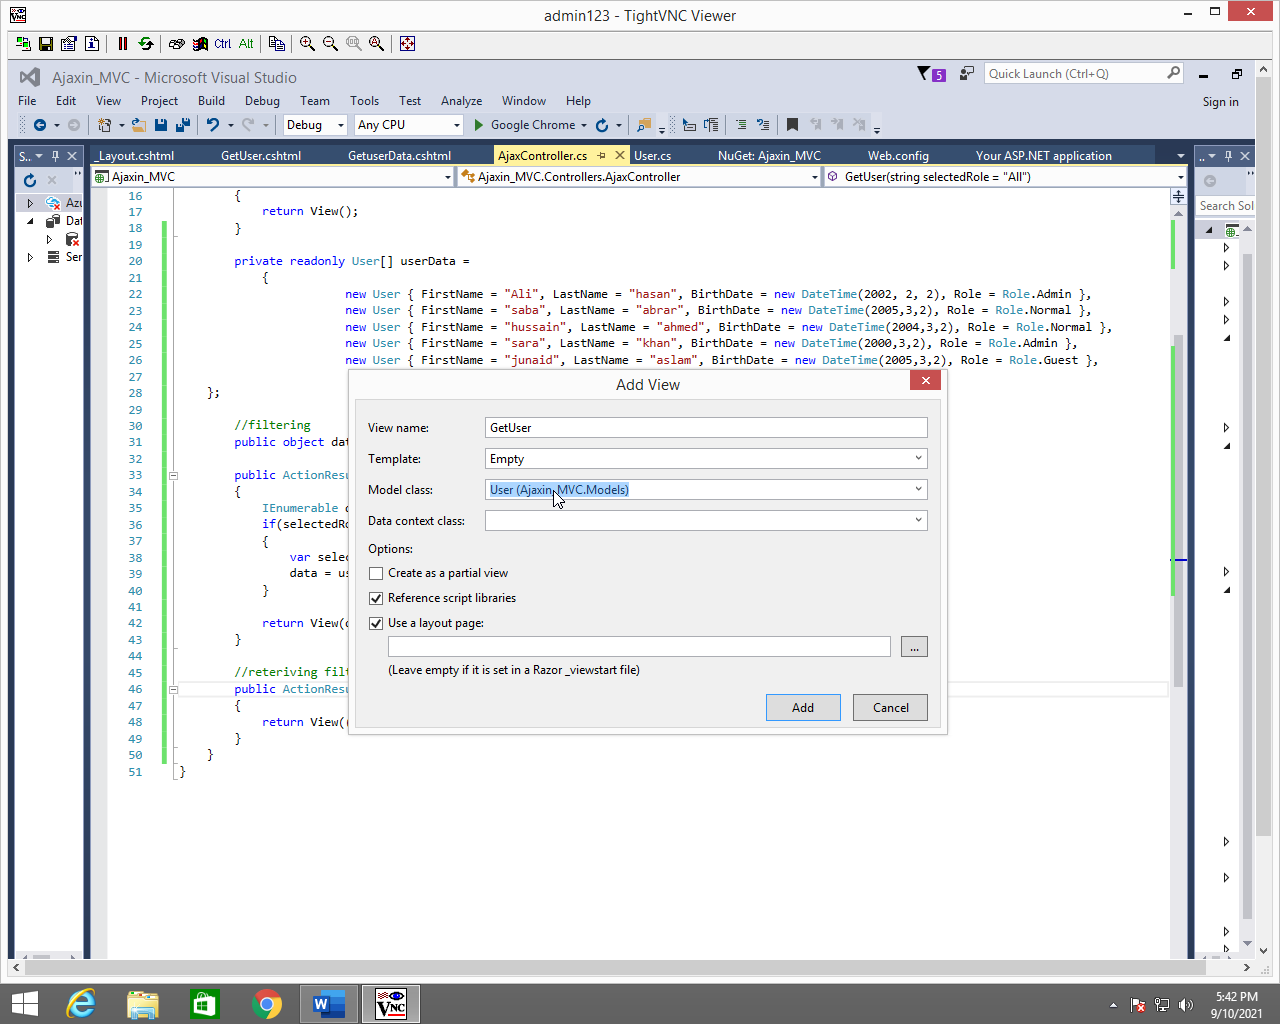 admin123 - TightVNC Viewer
Ctrl Alt
Ajaxin_MVC - Microsoft Visual Studio
5
Quick Launch (Ctrl+Q)
File Edit View Project Build Debug Team Tools Test Analyze Window Help
Sign in
Debug Any CPU Google Chrome
S.. _Layout.cshtml GetUser.cshtml GetuserData.cshtml AjaxController.cs User.cs NuGet: Ajaxin_MVC Web.config Your ASP.NET application
Ajaxin_MVC Ajaxin_MVC.Controllers.AjaxController GetUser(string selectedRole = "All")
Azu
Dat
Ser
Search Sol
16 {
17 return View();
18 }
19
20 private readonly User[] userData =
21 {
22 new User { FirstName = "Ali", LastName = "hasan", BirthDate = new DateTime(2002, 2, 2), Role = Role.Admin },
23 new User { FirstName = "saba", LastName = "abrar", BirthDate = new DateTime(2005,3,2), Role = Role.Normal },
24 new User { FirstName = "hussain", LastName = "ahmed", BirthDate = new DateTime(2004,3,2), Role = Role.Normal },
25 new User { FirstName = "sara", LastName = "khan", BirthDate = new DateTime(2000,3,2), Role = Role.Admin },
26 new User { FirstName = "junaid", LastName = "aslam", BirthDate = new DateTime(2005,3,2), Role = Role.Guest },
27
28 };
29
30 //filtering
31 public object dat
32
33 public ActionResu
34 {
35 IEnumerable
36 if(selectedRo
37 {
38 var selec
39 data = us
40 }
41
42 return View(
43 }
44
45 //reteriving filt
46 public ActionResu
47 {
48 return View(
49 }
50 }
51 }
Add View
View name: GetUser
Template: Empty
Model class: User (Ajaxin_MVC.Models)
Data context class:
Options:
Create as a partial view
Reference script libraries
Use a layout page:
...
(Leave empty if it is set in a Razor _viewstart file)
Add Cancel
5:42 PM
9/10/2021